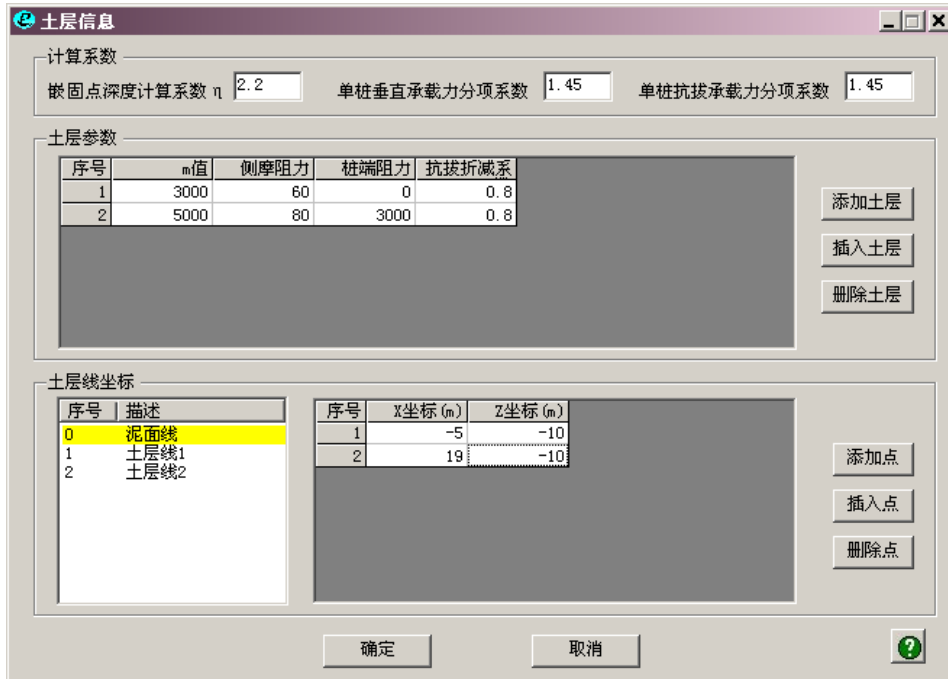 土层信息
计算系数
嵌固点深度计算系数 η 2.2 单桩垂直承载力分项系数 1.45 单桩抗拔承载力分项系数 1.45
土层参数
序号 m值 侧摩阻力 桩端阻力 抗拔折减系
1 3000 60 0 0.8
2 5000 80 3000 0.8
添加土层
插入土层
删除土层
土层线坐标
序号 描述
0 泥面线
1 土层线1
2 土层线2
序号 X坐标(m) Z坐标(m)
1 -5 -10
2 19 -10
添加点
插入点
删除点
确定 取消
?